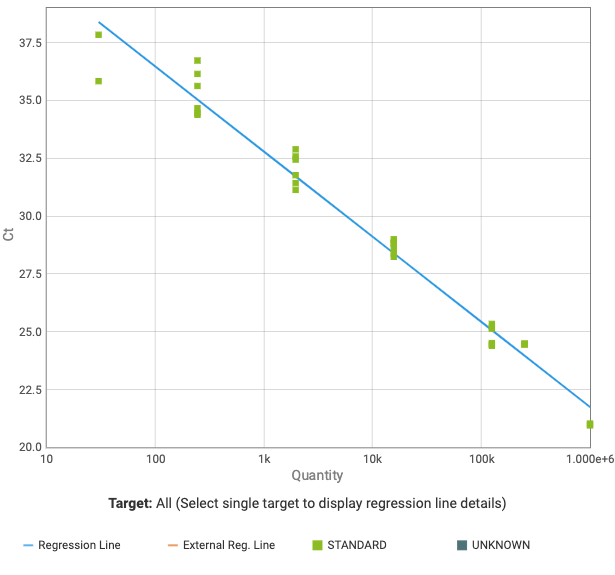 37.5
35.0
32.5
30.0
27.5
25.0
22.5
20.0
Ct
10 100 1k 10k 100k 1.000e+6
Quantity
Target: All (Select single target to display regression line details)
Regression Line External Reg. Line STANDARD UNKNOWN